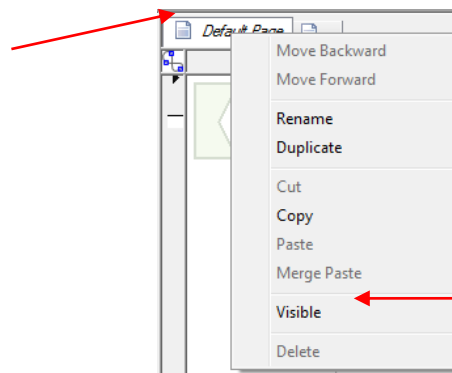 Default Page
Move Backward
Move Forward
Rename
Duplicate
Cut
Copy
Paste
Merge Paste
Visible
Delete